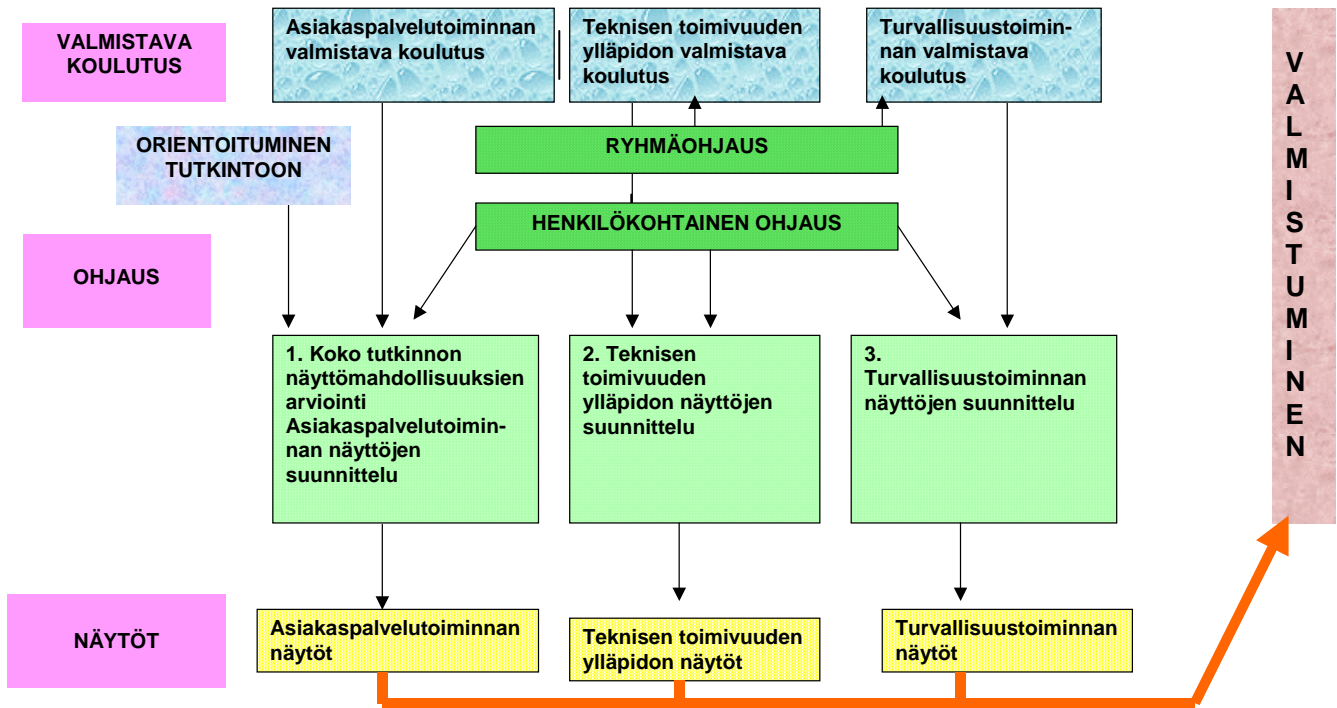 VALMISTAVA
KOULUTUS
Asiakaspalvelutoiminnan
valmistava koulutus
Teknisen toimivuuden
ylläpidon valmistava
koulutus
Turvallisuustoimin-
nan valmistava
koulutus
ORIENTOITUMINEN
TUTKINTOON
RYHMÄOHJAUS
HENKILÖKOHTAINEN OHJAUS
OHJAUS
1. Koko tutkinnon
näyttömahdollisuuksien
arviointi
Asiakaspalvelutoimin-
nan näyttöjen
suunnittelu
2. Teknisen
toimivuuden
ylläpidon näyttöjen
suunnittelu
3.
Turvallisuustoiminnan
näyttöjen suunnittelu
NÄYTÖT
Asiakaspalvelutoiminnan
näytöt
Teknisen toimivuuden
ylläpidon näytöt
Turvallisuustoiminnan
näytöt
V
A
L
M
I
S
T
U
M
I
N
E
N